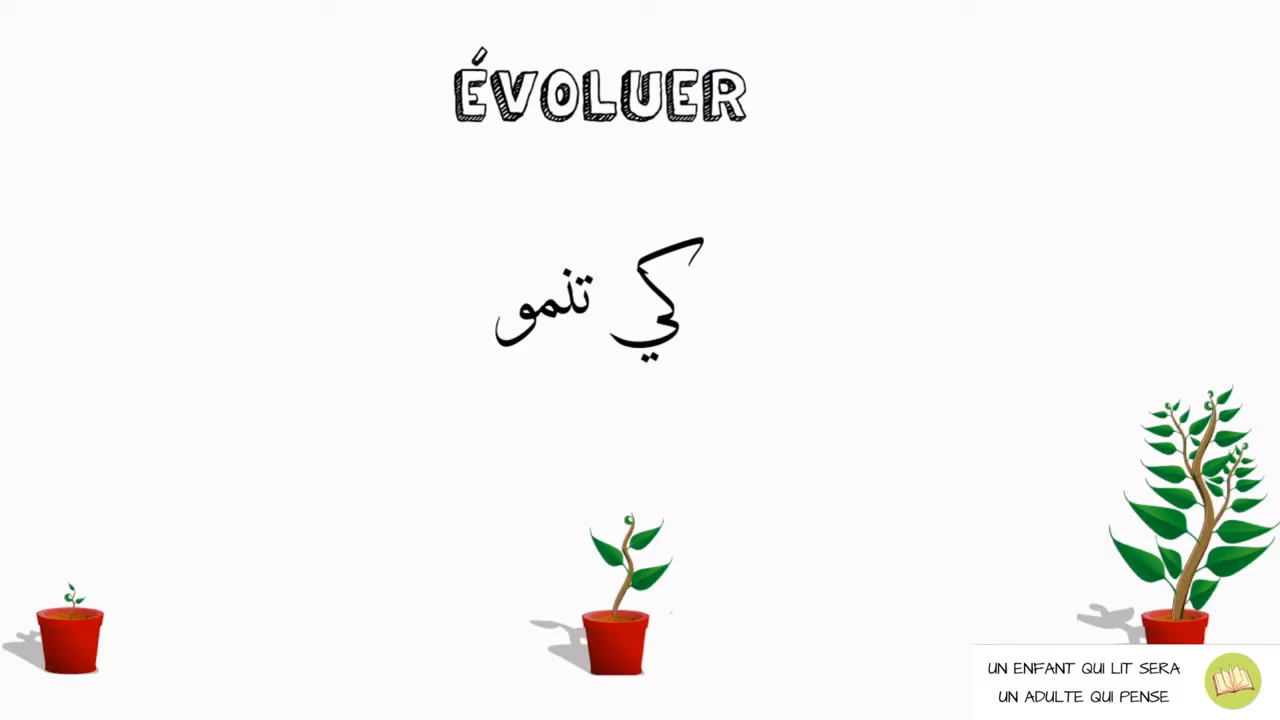 ÉVOLUER
كي تنمو
UN ENFANT QUI LIT SERA
UN ADULTE QUI PENSE